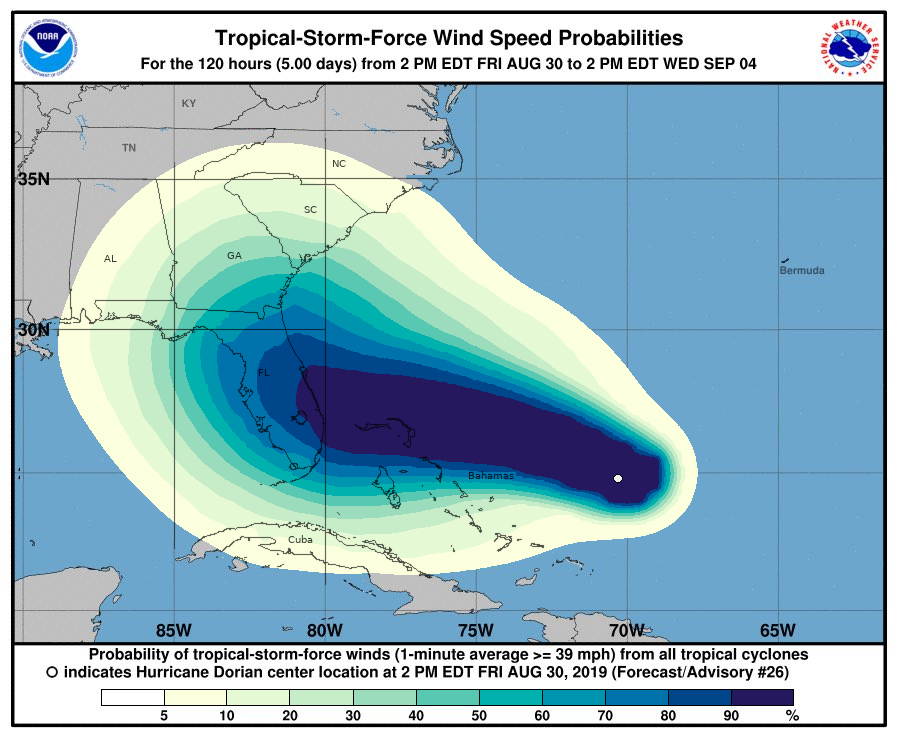 Tropical-Storm-Force Wind Speed Probabilities
For the 120 hours (5.00 days) from 2 PM EDT FRI AUG 30 to 2 PM EDT WED SEP 04
NOAA
NATIONAL WEATHER SERVICE
KY
TN
NC
35N
SC
AL
GA
Bermuda
30N
FL
Bahamas
Cuba
85W
80W
75W
70W
65W
Probability of tropical-storm-force winds (1-minute average >= 39 mph) from all tropical cyclones
indicates Hurricane Dorian center location at 2 PM EDT FRI AUG 30, 2019 (Forecast/Advisory #26)
5 10 20 30 40 50 60 70 80 90 %